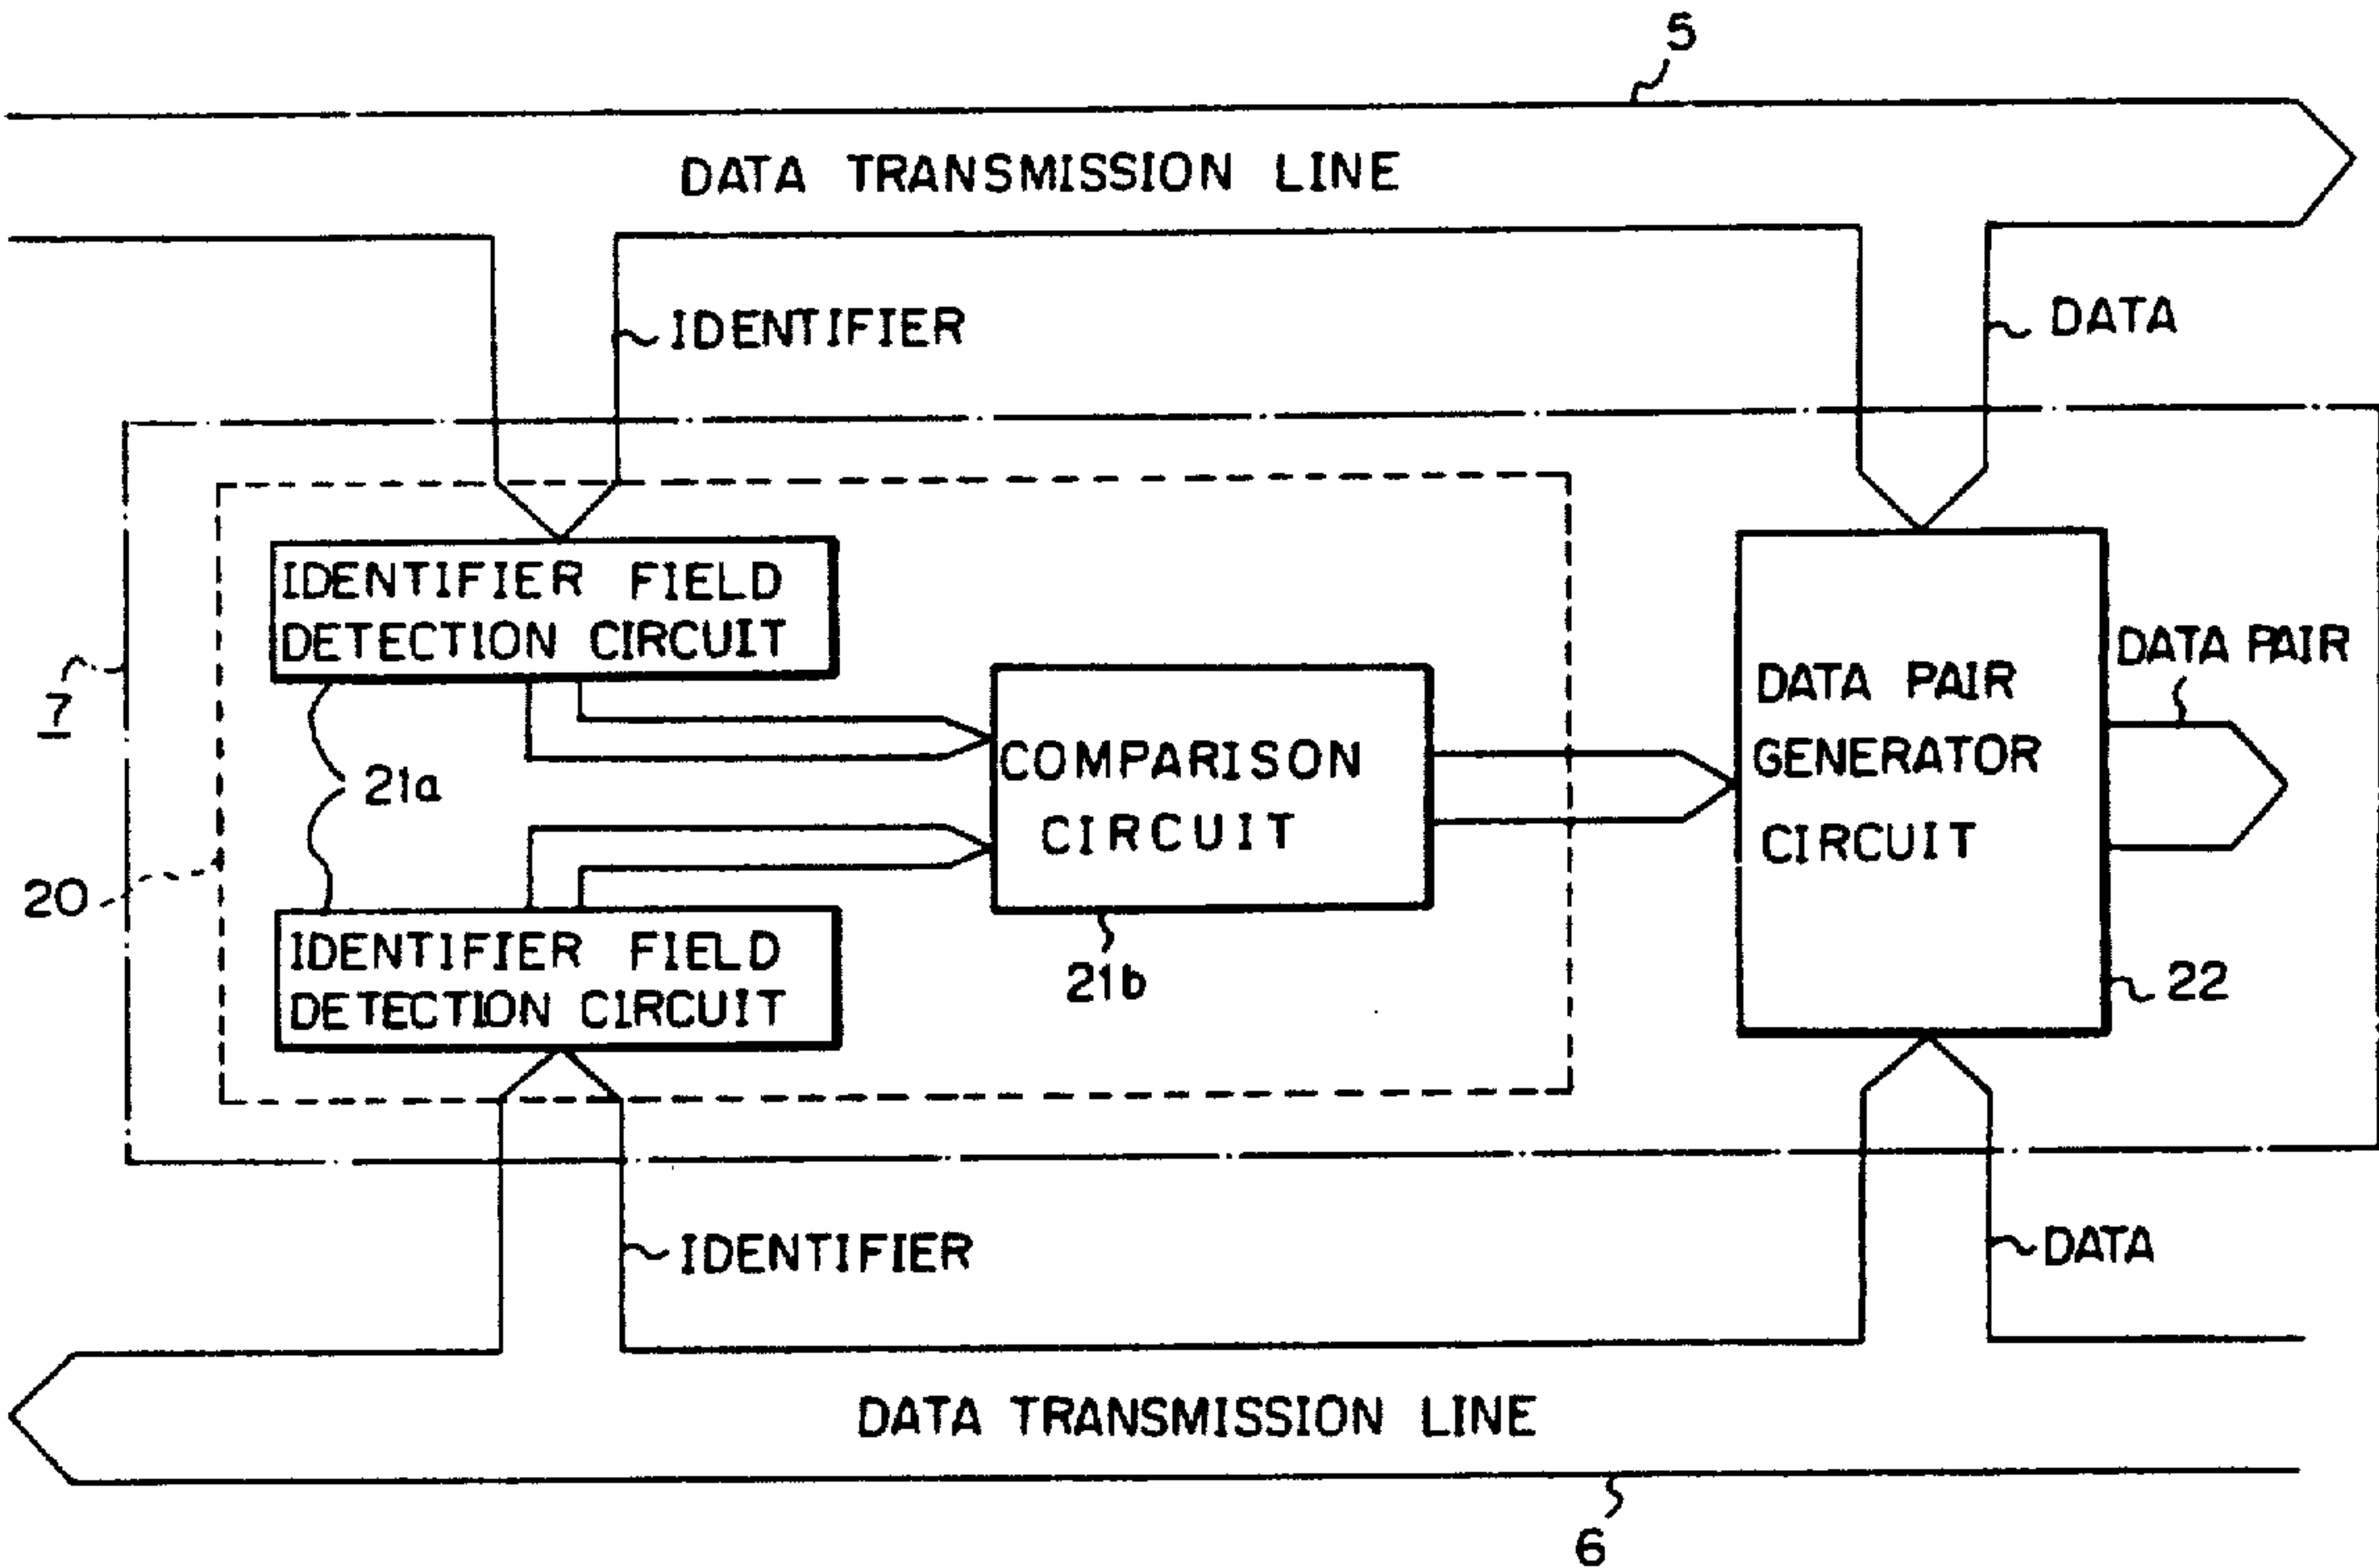 5
DATA TRANSMISSION LINE
IDENTIFIER
DATA
IDENTIFIER FIELD
DETECTION CIRCUIT
7
21a
20
COMPARISON
CIRCUIT
21b
DATA PAIR
GENERATOR
CIRCUIT
DATA PAIR
22
IDENTIFIER FIELD
DETECTION CIRCUIT
IDENTIFIER
DATA
DATA TRANSMISSION LINE
6